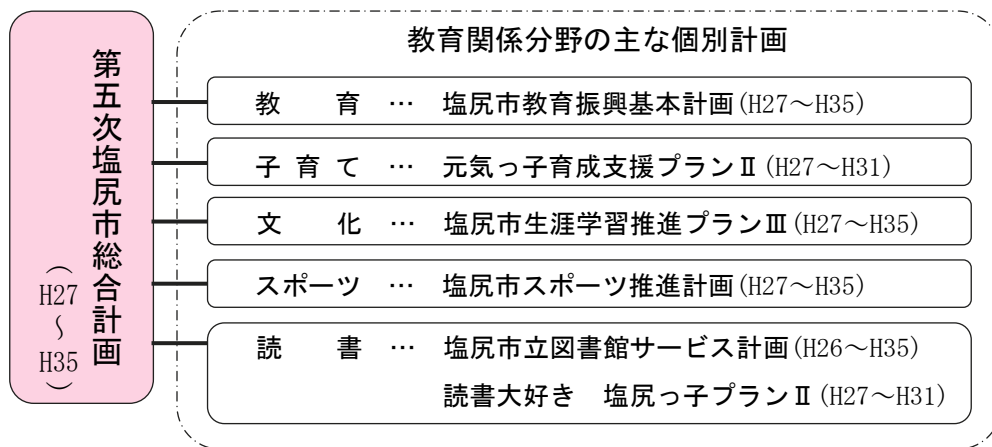 第五次塩尻市総合計画
（H27～H35）
教育関係分野の主な個別計画
教　育 … 塩尻市教育振興基本計画(H27～H35)
子育て … 元気っ子育成支援プランⅡ(H27～H31)
文　化 … 塩尻市生涯学習推進プランⅢ(H27～H35)
スポーツ … 塩尻市スポーツ推進計画(H27～H35)
読　書 … 塩尻市立図書館サービス計画(H26～H35)
読書大好き　塩尻っ子プランⅡ(H27～H31)